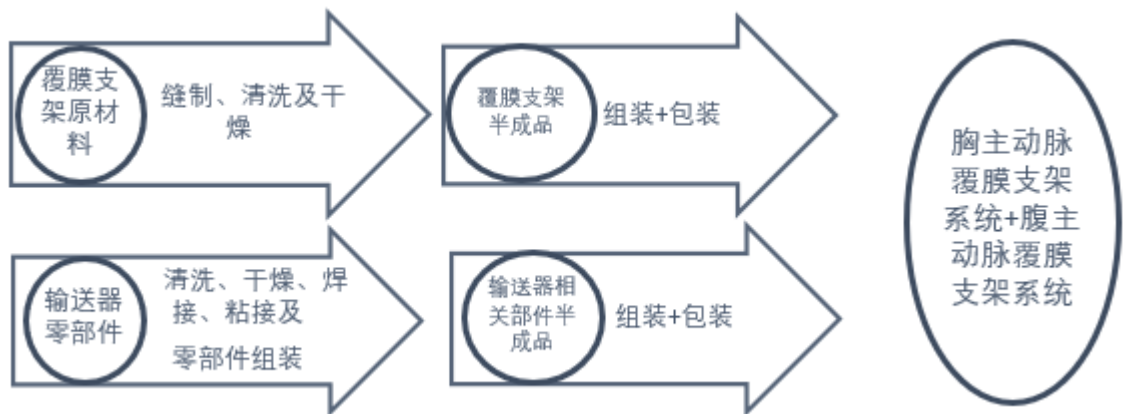 覆膜支
架原材
料
缝制、清洗及干
燥
覆膜支架
半成品
组装+包装
输送器
零部件
清洗、干燥、焊
接、粘接及
零部件组装
输送器相
关部件半
成品
组装+包装
胸主动脉
覆膜支架
系统+腹主
动脉覆膜
支架系统